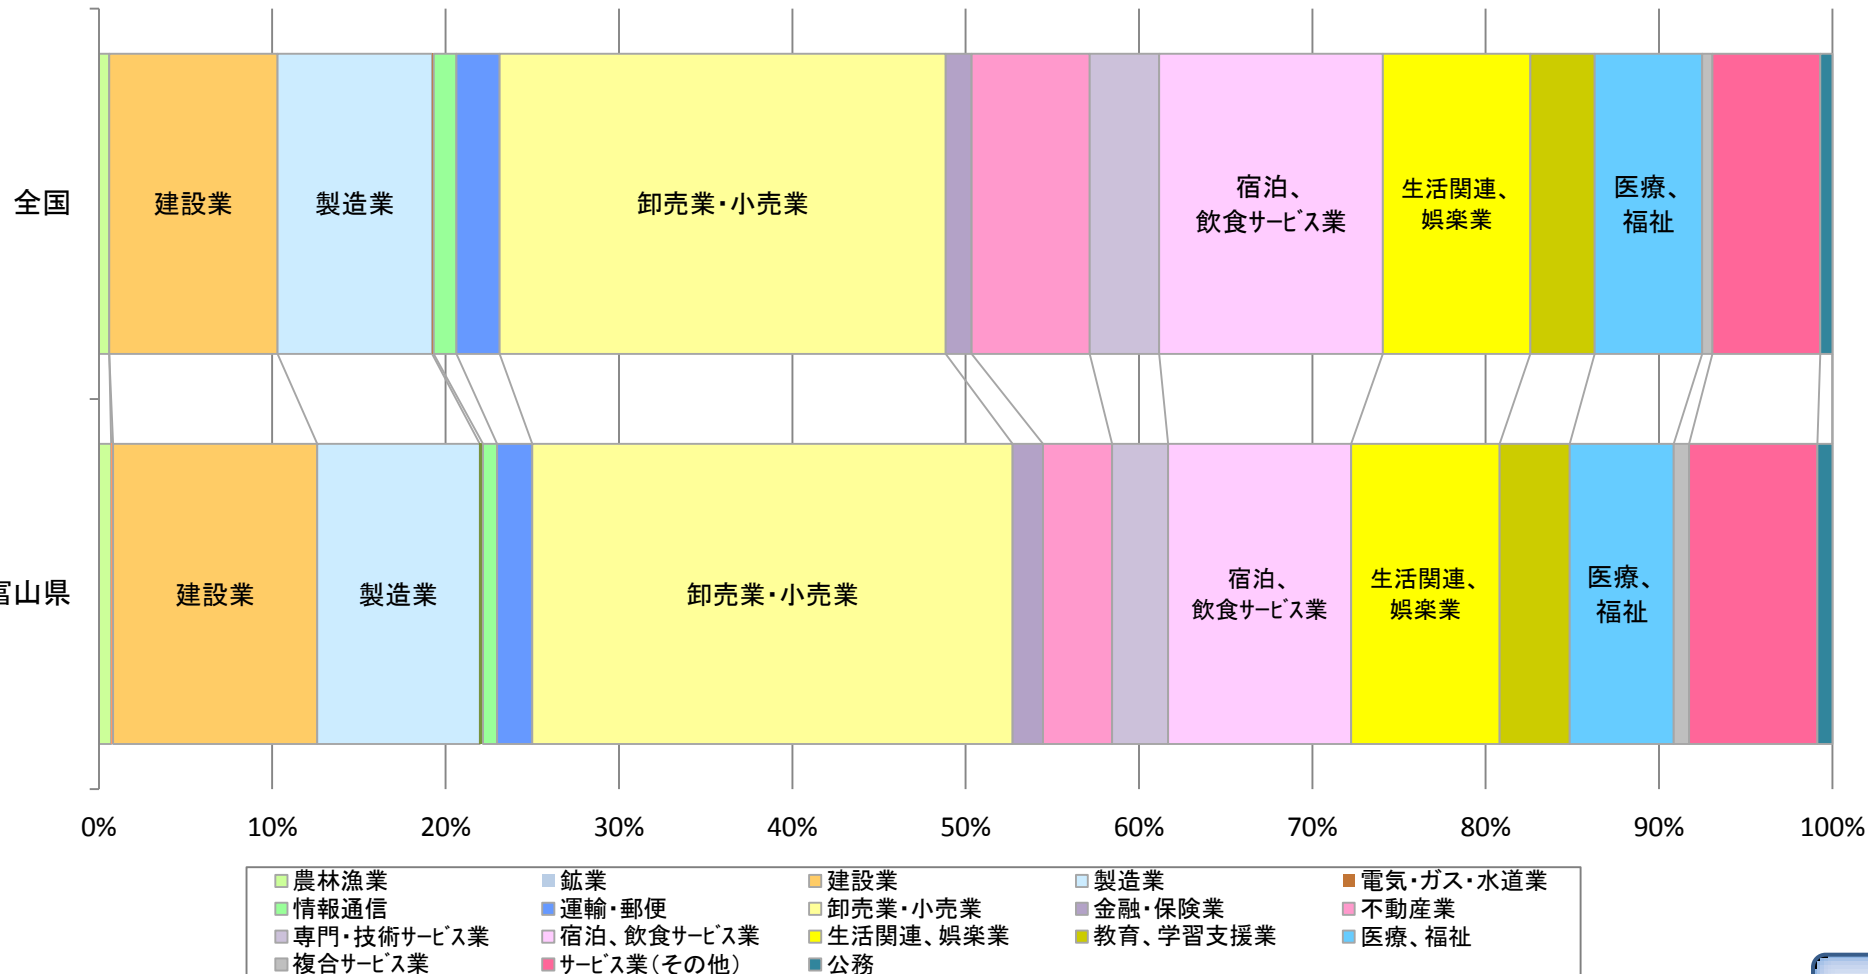 全国
建設業
製造業
卸売業・小売業
宿泊、
飲食サービス業
生活関連、
娯楽業
医療、
福祉
富山県
建設業
製造業
卸売業・小売業
宿泊、
飲食サービス業
生活関連、
娯楽業
医療、
福祉
0% 10% 20% 30% 40% 50% 60% 70% 80% 90% 100%
農林漁業 鉱業 建設業 製造業 電気・ガス・水道業
情報通信 運輸・郵便 卸売業・小売業 金融・保険業 不動産業
専門・技術サービス業 宿泊、飲食サービス業 生活関連、娯楽業 教育、学習支援業 医療、福祉
複合サービス業 サービス業(その他) 公務